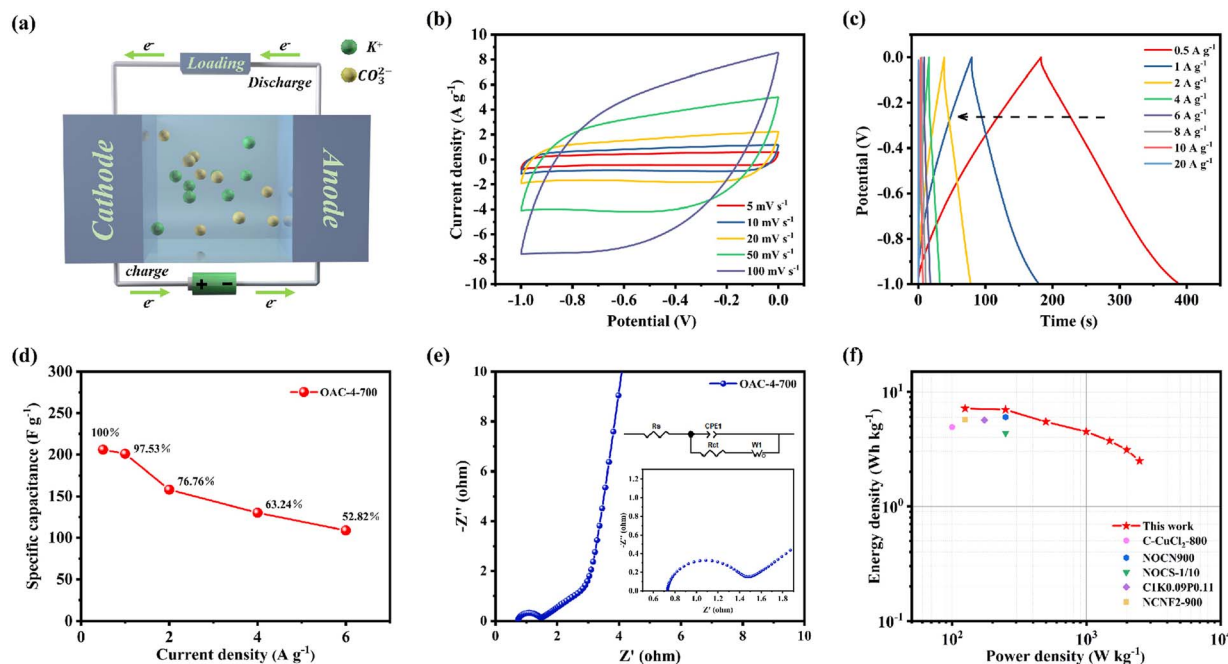 (a)
e⁻
e⁻
Loading
Discharge
K⁺
CO₃²⁻
Cathode
Anode
charge
+ −
e⁻
e⁻
(b)
Current density (A g⁻¹)
10
8
6
4
2
0
-2
-4
-6
-8
-10
5 mV s⁻¹
10 mV s⁻¹
20 mV s⁻¹
50 mV s⁻¹
100 mV s⁻¹
-1.0 -0.8 -0.6 -0.4 -0.2 0.0
Potential (V)
(c)
Potential (V)
0.0
-0.2
-0.4
-0.6
-0.8
-1.0
0.5 A g⁻¹
1 A g⁻¹
2 A g⁻¹
4 A g⁻¹
6 A g⁻¹
8 A g⁻¹
10 A g⁻¹
20 A g⁻¹
0 100 200 300 400
Time (s)
(d)
Specific capacitance (F g⁻¹)
300
250
200
150
100
50
0
OAC-4-700
100%
97.53%
76.76%
63.24%
52.82%
0 2 4 6
Current density (A g⁻¹)
(e)
-Z'' (ohm)
10
8
6
4
2
0
OAC-4-700
Rs
CPE1
Rct
W1
-Z'' (ohm)
1.2
1.0
0.8
0.6
0.4
0.2
0.0
0.6 0.8 1.0 1.2 1.4 1.6 1.8
Z' (ohm)
0 2 4 6 8 10
Z' (ohm)
(f)
Energy density (Wh kg⁻¹)
10¹
10⁰
10⁻¹
This work
C-CuCl₂-800
NOCN900
NOCS-1/10
C1K0.09P0.11
NCNF2-900
10² 10³ 10⁴
Power density (W kg⁻¹)